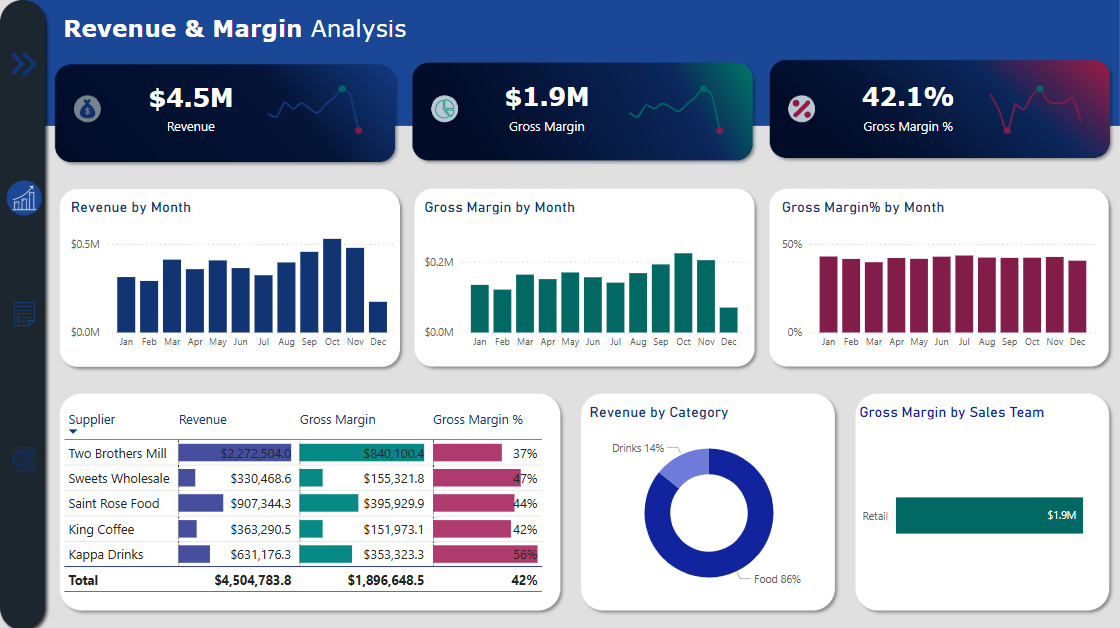 Revenue & Margin Analysis
$4.5M
Revenue
$1.9M
Gross Margin
42.1%
Gross Margin %
Revenue by Month
$0.5M
$0.0M
Jan Feb Mar Apr May Jun Jul Aug Sep Oct Nov Dec
Gross Margin by Month
$0.2M
$0.0M
Jan Feb Mar Apr May Jun Jul Aug Sep Oct Nov Dec
Gross Margin% by Month
50%
0%
Jan Feb Mar Apr May Jun Jul Aug Sep Oct Nov Dec
Supplier Revenue Gross Margin Gross Margin %
Two Brothers Mill $2,272,504.0 $840,100.4 37%
Sweets Wholesale $330,468.6 $155,321.8 47%
Saint Rose Food $907,344.3 $395,929.9 44%
King Coffee $363,290.5 $151,973.1 42%
Kappa Drinks $631,176.3 $353,323.3 56%
Total $4,504,783.8 $1,896,648.5 42%
Revenue by Category
Drinks 14%
Food 86%
Gross Margin by Sales Team
Retail $1.9M